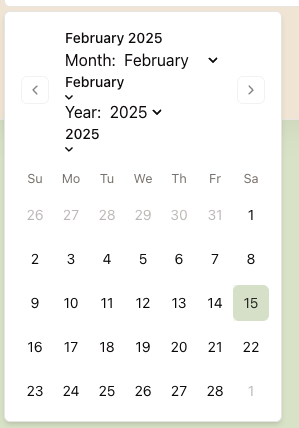 February 2025
Month: February
February
Year: 2025
2025
Su Mo Tu We Th Fr Sa
26 27 28 29 30 31 1
2 3 4 5 6 7 8
9 10 11 12 13 14 15
16 17 18 19 20 21 22
23 24 25 26 27 28 1